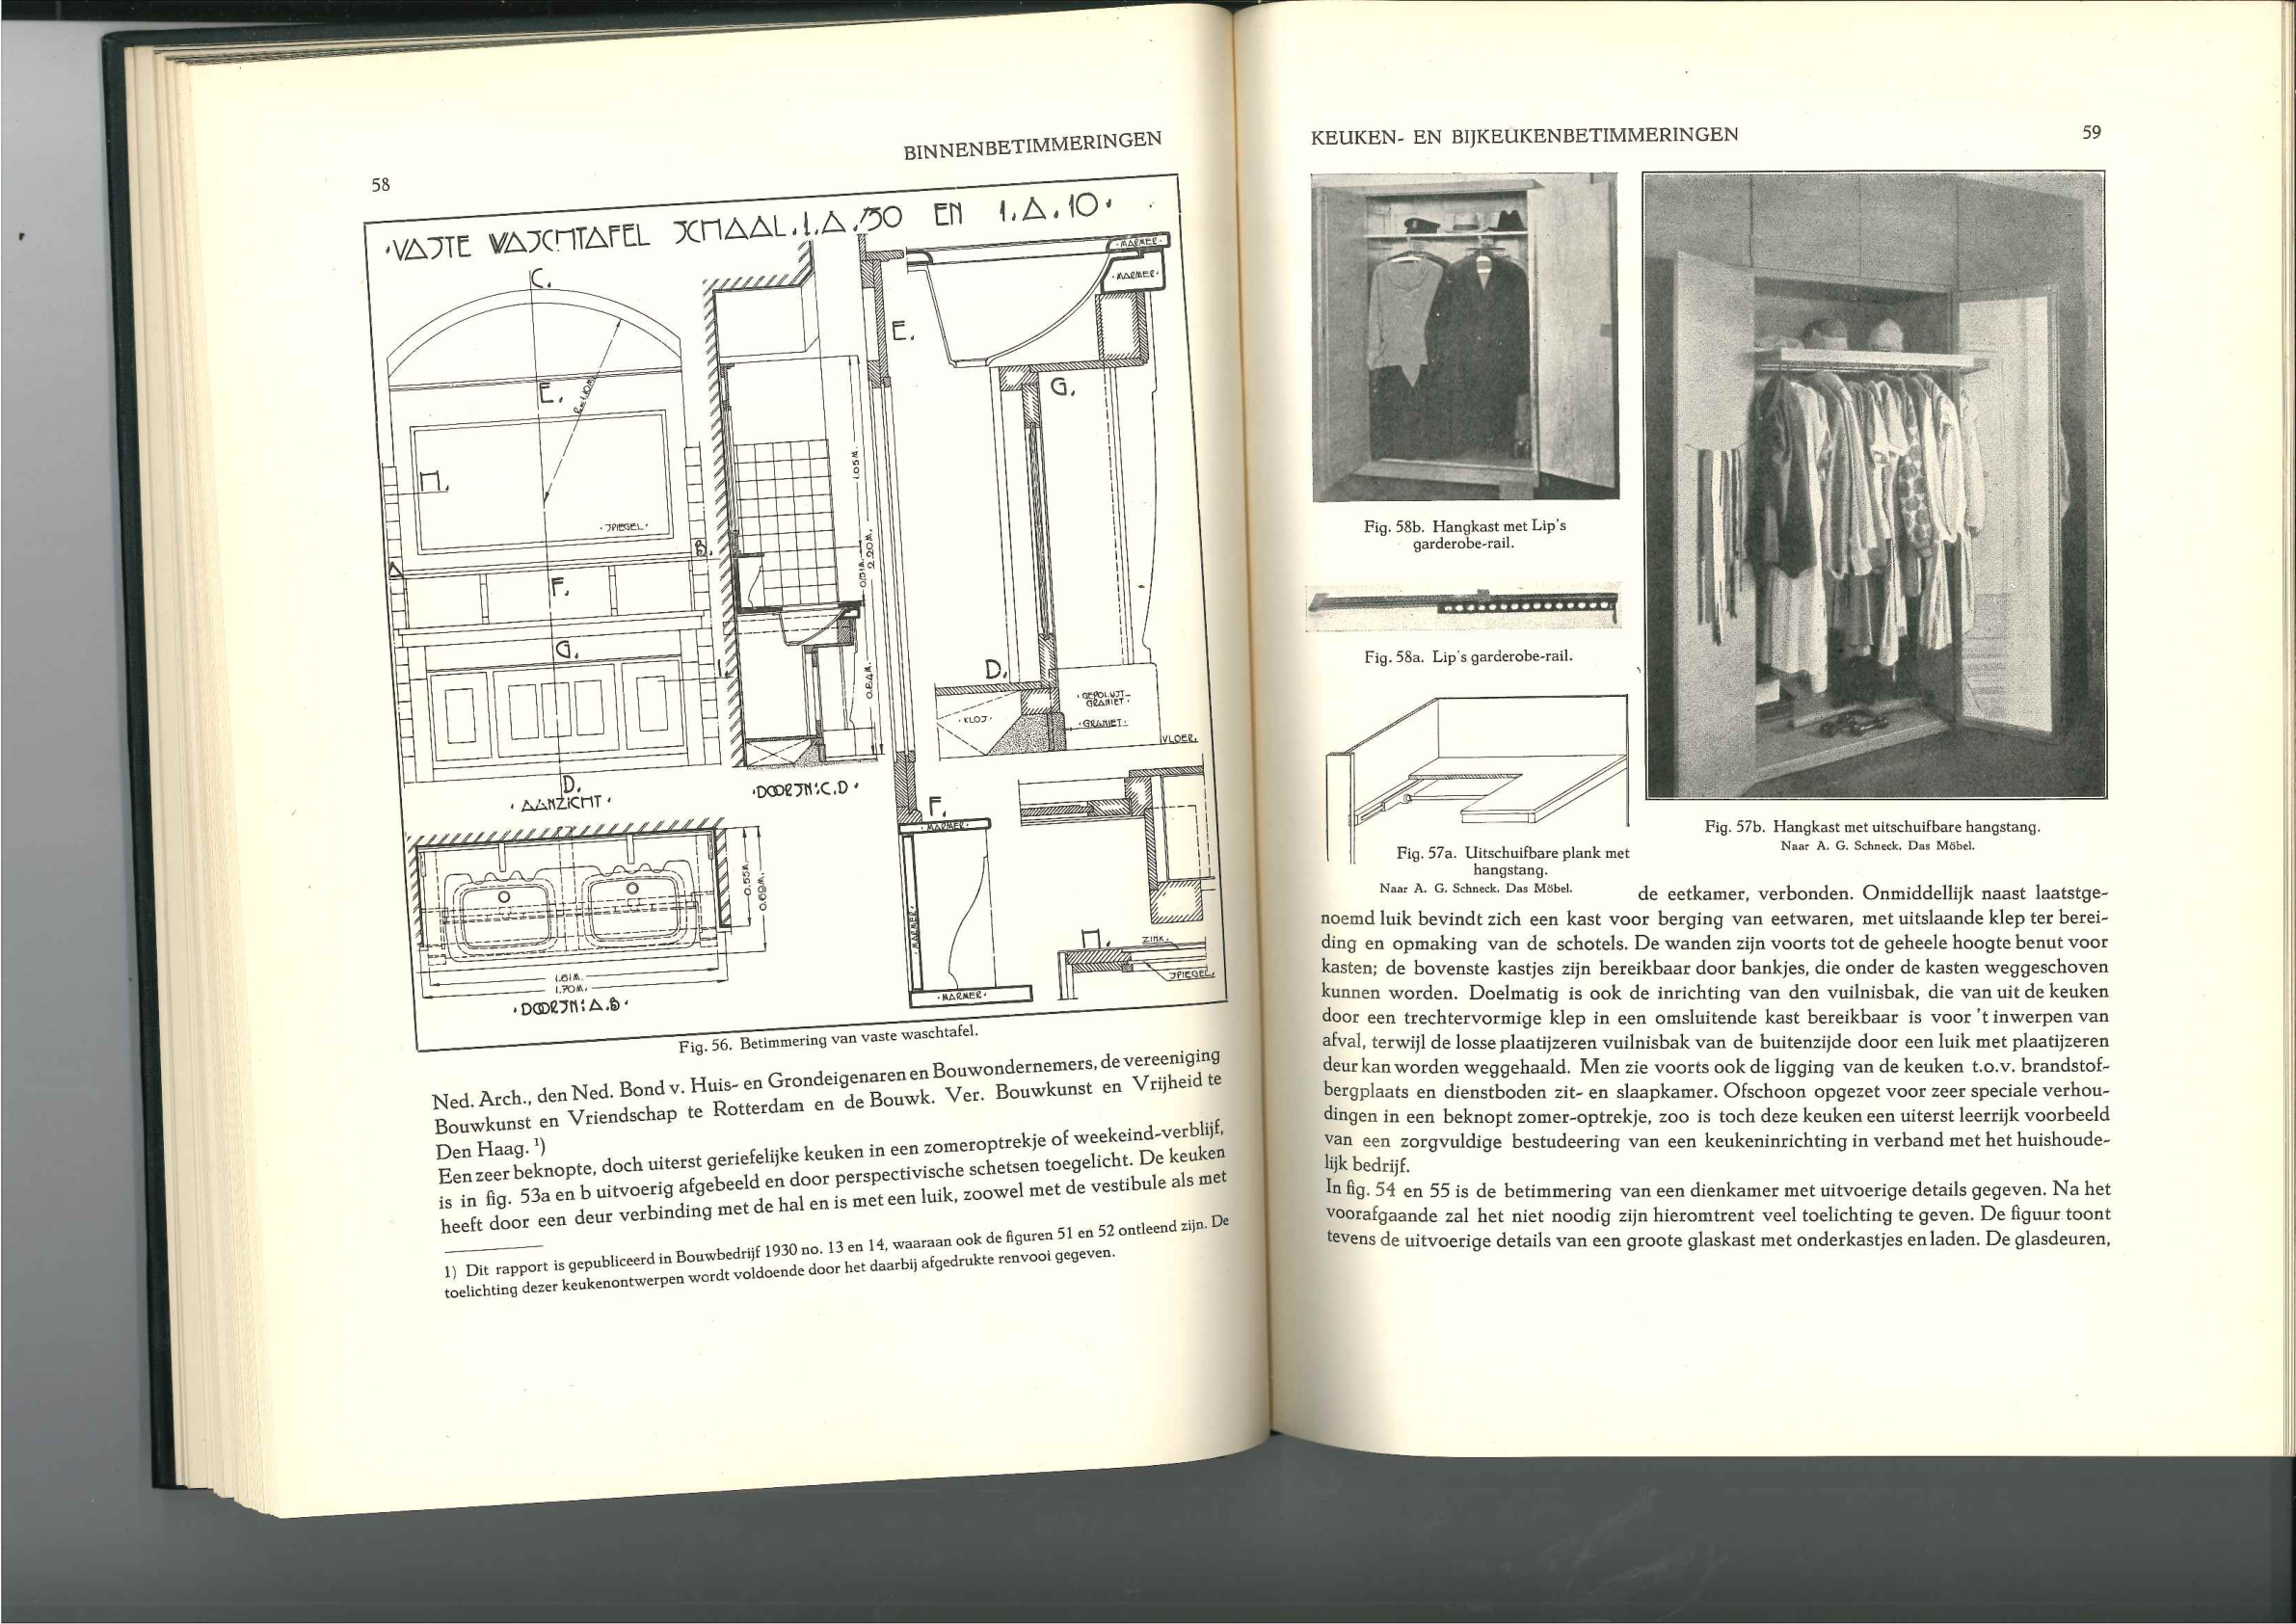 BINNENBETIMMERINGEN
58
·VASTE WASCHTAFEL SCHAAL.1.A.50 EN 1.A.10·
C.
E.
R=1.10M.
H.
·SPIEGEL·
B.
A
F.
G.
D.
·AANZICHT·
1.05M.
0.51M.
2.20M.
0.84M.
·DOORSN:C.D·
0.55M.
0.69M.
1.61M.
1.70M.
·DOORSN:A.B·
E.
·MARMER·
·MARMER·
G.
D.
·KLOS·
·GEPOLIJST-
GRANIET·
·GRANIET·
VLOER.
F.
·MARMER·
·MARMER·
·MARMER·
H.
ZINK.
SPIEGEL.
Fig. 56. Betimmering van vaste waschtafel.
Ned. Arch., den Ned. Bond v. Huis- en Grondeigenaren en Bouwondernemers, de vereeniging
Bouwkunst en Vriendschap te Rotterdam en de Bouwk. Ver. Bouwkunst en Vrijheid te
Den Haag. ¹)
Een zeer beknopte, doch uiterst geriefelijke keuken in een zomeroptrekje of weekeind-verblijf,
is in fig. 53a en b uitvoerig afgebeeld en door perspectivische schetsen toegelicht. De keuken
heeft door een deur verbinding met de hal en is met een luik, zoowel met de vestibule als met
1) Dit rapport is gepubliceerd in Bouwbedrijf 1930 no. 13 en 14, waaraan ook de figuren 51 en 52 ontleend zijn. De
toelichting dezer keukenontwerpen wordt voldoende door het daarbij afgedrukte renvooi gegeven.
KEUKEN- EN BIJKEUKENBETIMMERINGEN
59
Fig. 58b. Hangkast met Lip's
garderobe-rail.
Fig. 58a. Lip's garderobe-rail.
Fig. 57a. Uitschuifbare plank met
hangstang.
Naar A. G. Schneck. Das Möbel.
Fig. 57b. Hangkast met uitschuifbare hangstang.
Naar A. G. Schneck. Das Möbel.
de eetkamer, verbonden. Onmiddellijk naast laatstge-
noemd luik bevindt zich een kast voor berging van eetwaren, met uitslaande klep ter berei-
ding en opmaking van de schotels. De wanden zijn voorts tot de geheele hoogte benut voor
kasten; de bovenste kastjes zijn bereikbaar door bankjes, die onder de kasten weggeschoven
kunnen worden. Doelmatig is ook de inrichting van den vuilnisbak, die van uit de keuken
door een trechtervormige klep in een omsluitende kast bereikbaar is voor 't inwerpen van
afval, terwijl de losse plaatijzeren vuilnisbak van de buitenzijde door een luik met plaatijzeren
deur kan worden weggehaald. Men zie voorts ook de ligging van de keuken t.o.v. brandstof-
bergplaats en dienstboden zit- en slaapkamer. Ofschoon opgezet voor zeer speciale verhou-
dingen in een beknopt zomer-optrekje, zoo is toch deze keuken een uiterst leerrijk voorbeeld
van een zorgvuldige bestudeering van een keukeninrichting in verband met het huishoude-
lijk bedrijf.
In fig. 54 en 55 is de betimmering van een dienkamer met uitvoerige details gegeven. Na het
voorafgaande zal het niet noodig zijn hieromtrent veel toelichting te geven. De figuur toont
tevens de uitvoerige details van een groote glaskast met onderkastjes en laden. De glasdeuren,